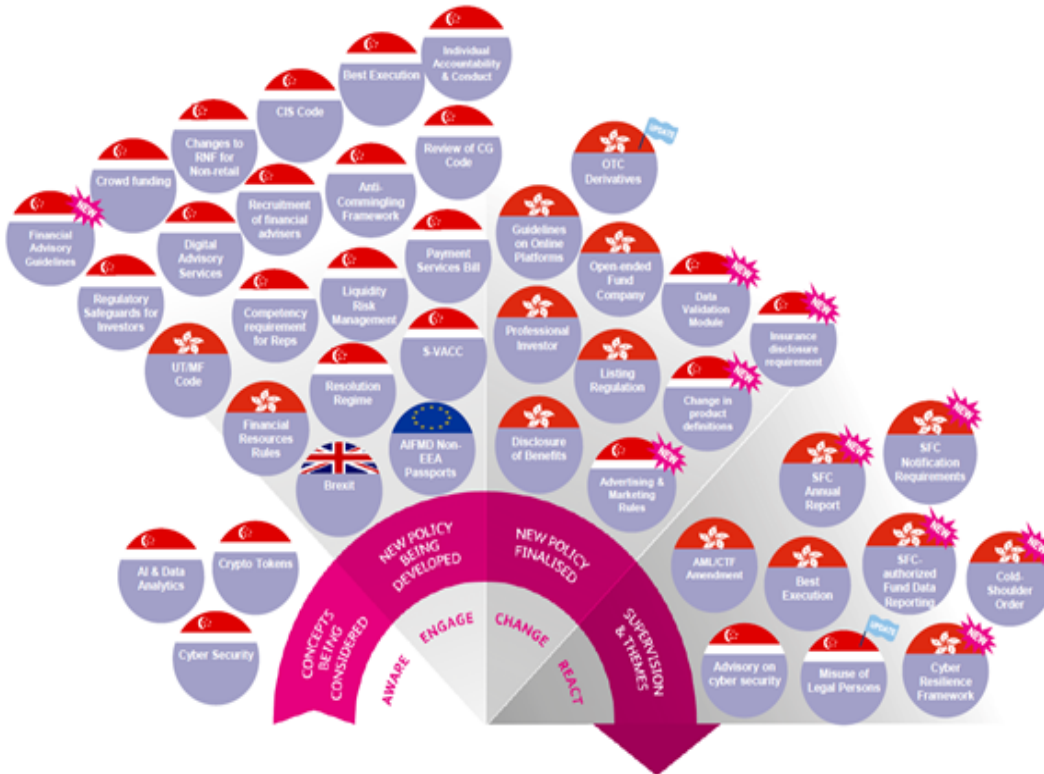 Individual
Accountability
& Conduct
Best Execution
CIS Code
Changes to
RNF for
Non-retail
Review of CG
Code
Crowd funding
Anti-
Commingling
Framework
Recruitment
of financial
advisers
NEW
Financial
Advisory
Guidelines
Digital
Advisory
Services
Payment
Services Bill
Liquidity
Risk
Management
Regulatory
Safeguards for
Investors
Competency
requirement
for Reps
S-VACC
UT/MF
Code
Resolution
Regime
Financial
Resources
Rules
AIFMD Non-
EEA
Passports
Brexit
UPDATE
OTC
Derivatives
Guidelines
on Online
Platforms
Open-ended
Fund
Company
NEW
Data
Validation
Module
NEW
Insurance
disclosure
requirement
Professional
Investor
Listing
Regulation
NEW
Change in
product
definitions
Disclosure
of Benefits
NEW
Advertising &
Marketing
Rules
NEW
SFC
Notification
Requirements
NEW
SFC
Annual
Report
AML/CTF
Amendment
Best
Execution
NEW
SFC-
authorized
Fund Data
Reporting
NEW
Cold-
Shoulder
Order
Advisory on
cyber security
UPDATE
Misuse of
Legal Persons
NEW
Cyber
Resilience
Framework
AI & Data
Analytics
Crypto Tokens
Cyber Security
CONCEPTS
BEING
CONSIDERED
NEW POLICY
BEING
DEVELOPED
NEW POLICY
FINALISED
SUPERVISION
& THEMES
AWARE
ENGAGE
CHANGE
REACT